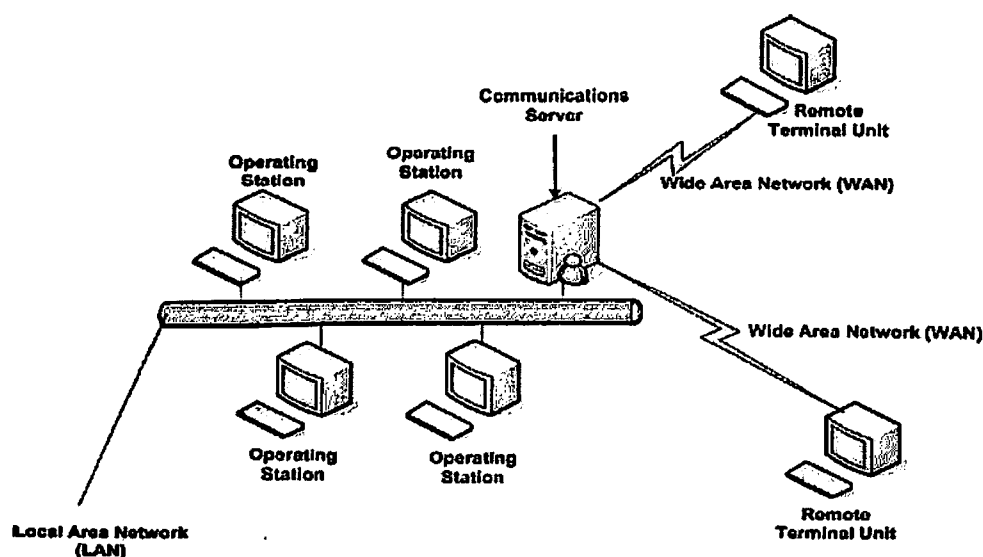 Communications
Server
Remote
Terminal Unit
Operating
Station
Operating
Station
Wide Area Network (WAN)
Wide Area Network (WAN)
Operating
Station
Operating
Station
Remote
Terminal Unit
Local Area Network
(LAN)